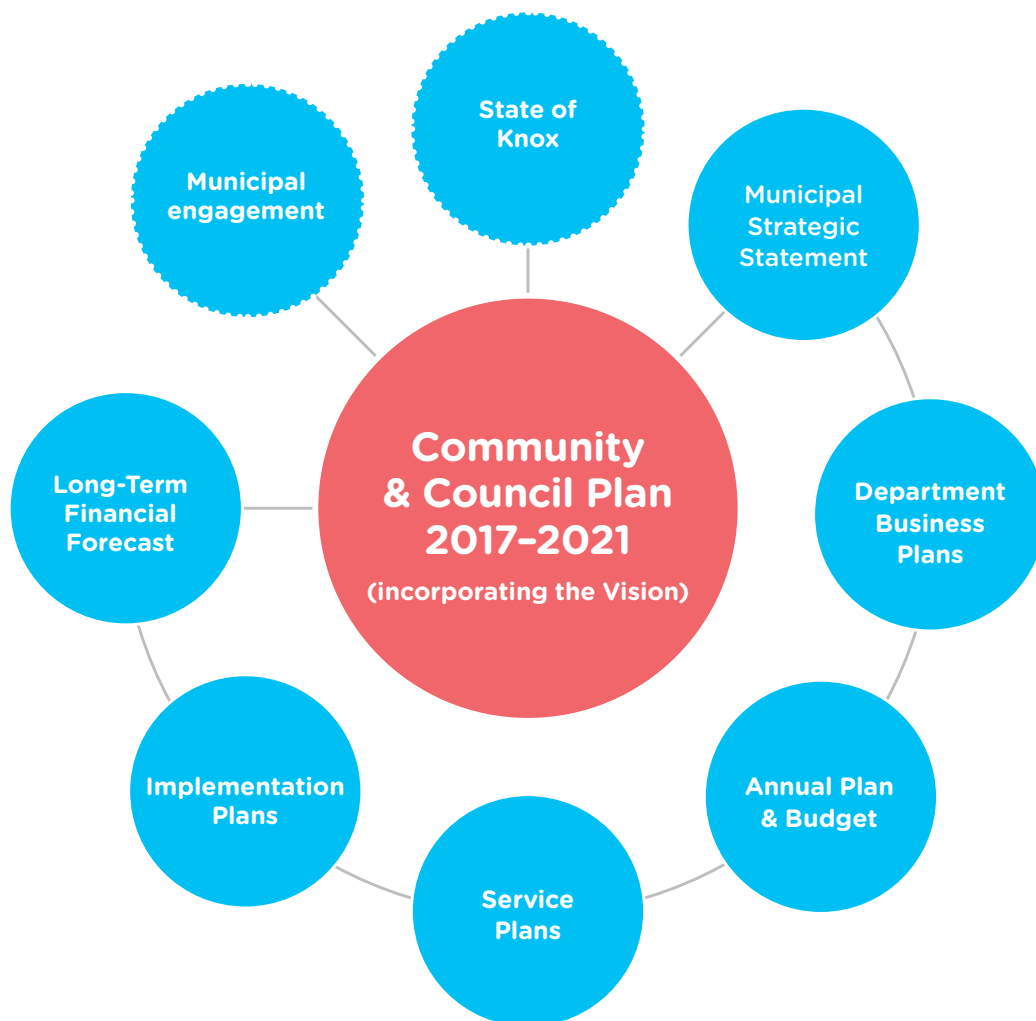 State of
Knox
Municipal
engagement
Municipal
Strategic
Statement
Community
& Council Plan
2017–2021
(incorporating the Vision)
Long-Term
Financial
Forecast
Department
Business
Plans
Implementation
Plans
Annual Plan
& Budget
Service
Plans